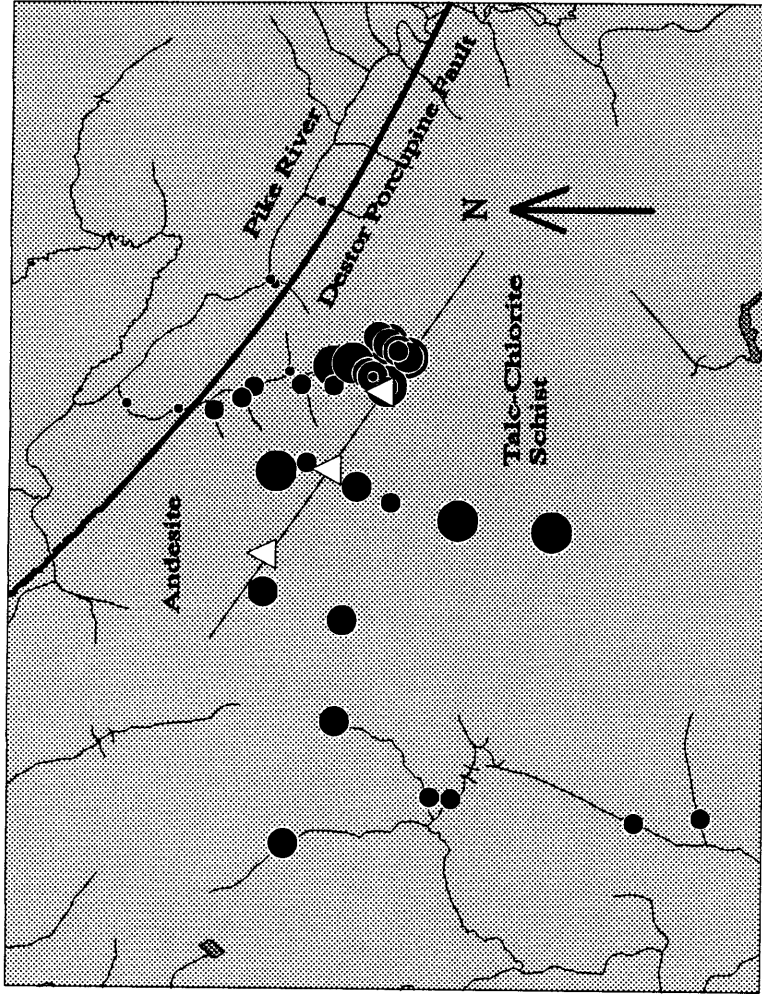 Pike River
Destor Porcupine Fault
N
Andesite
Talc-Chlorite
Schist